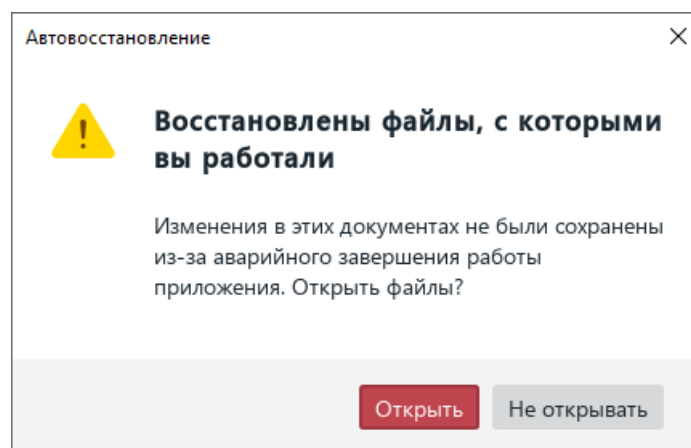 Автовосстановление
Восстановлены файлы, с которыми
вы работали
Изменения в этих документах не были сохранены
из-за аварийного завершения работы
приложения. Открыть файлы?
Открыть
Не открывать